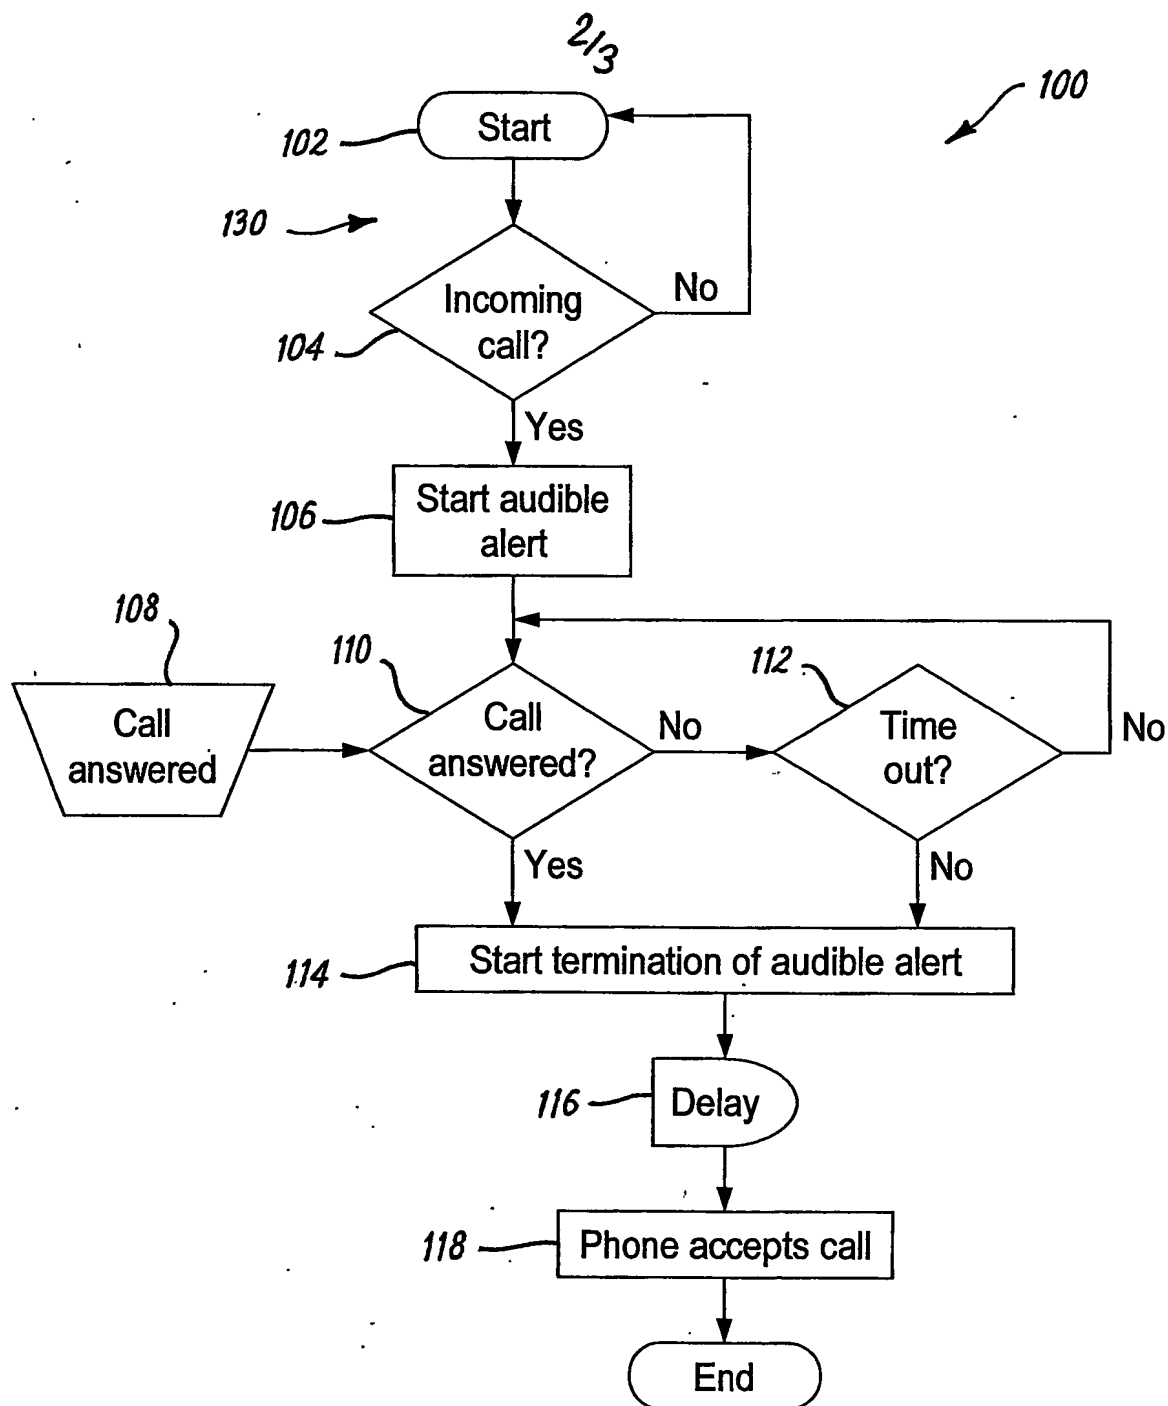 2/3
100
Start
102
130
Incoming
call?
No
104
Yes
Start audible
alert
106
108
110
112
Call
answered
Call
answered?
No
Time
out?
No
Yes
No
Start termination of audible alert
114
Delay
116
Phone accepts call
118
End